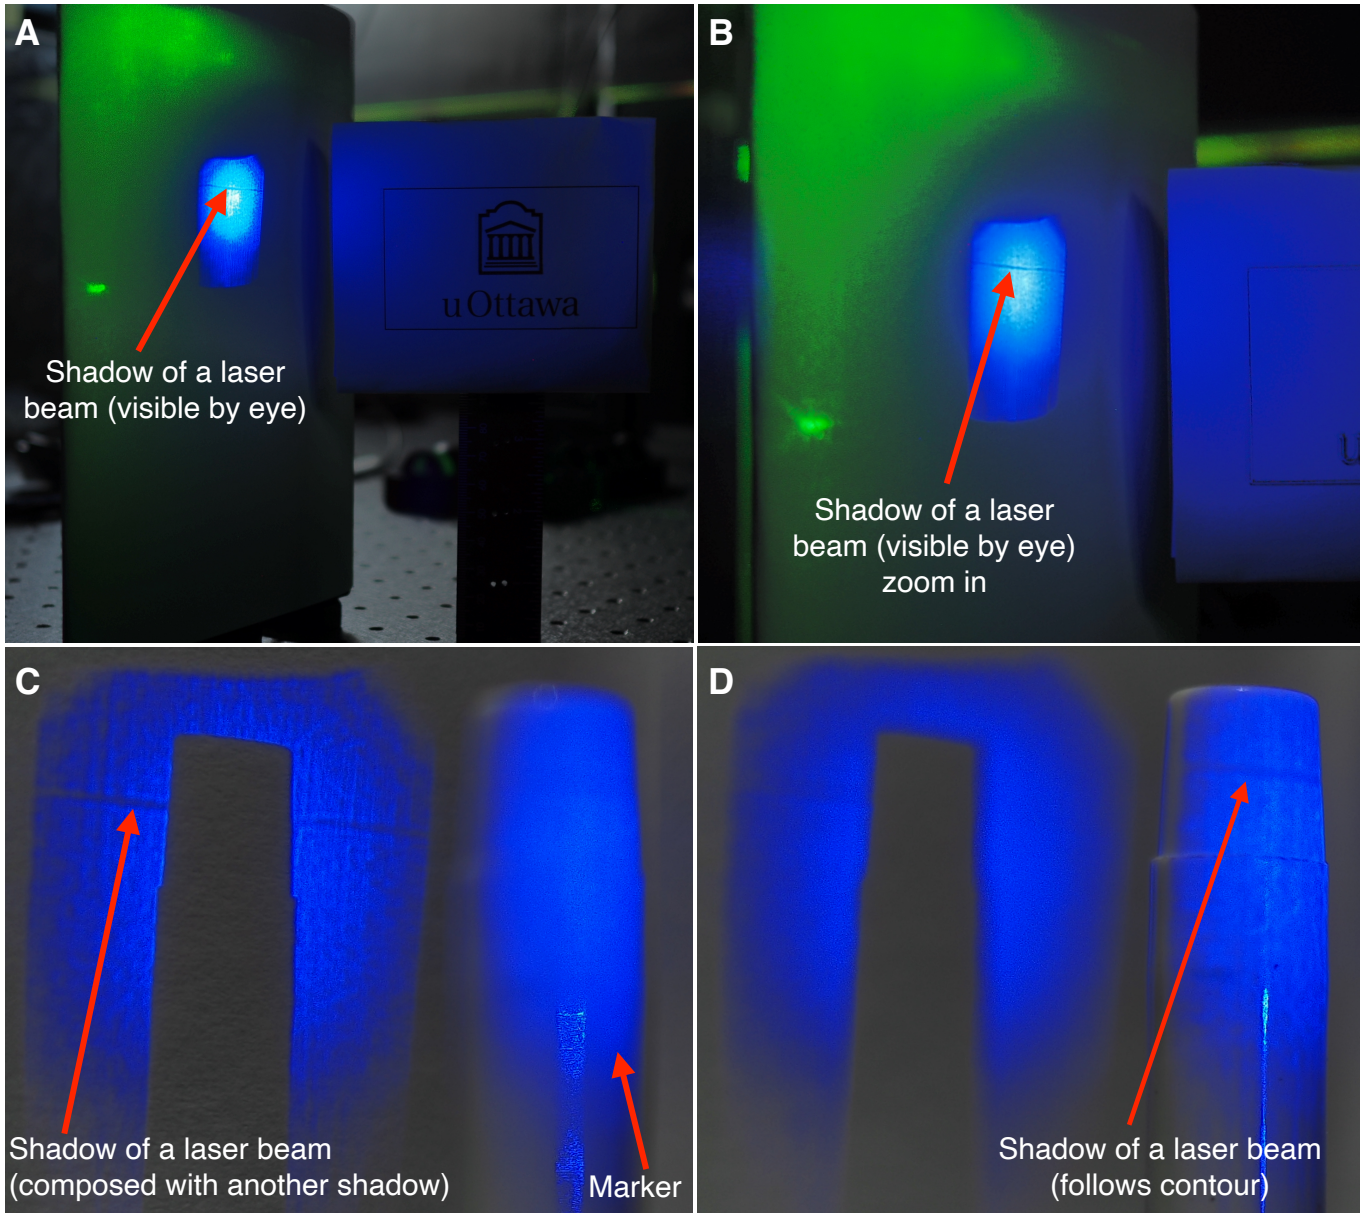 A
Shadow of a laser
beam (visible by eye)
uOttawa
B
Shadow of a laser
beam (visible by eye)
zoom in
C
Shadow of a laser beam
(composed with another shadow)
Marker
D
Shadow of a laser beam
(follows contour)